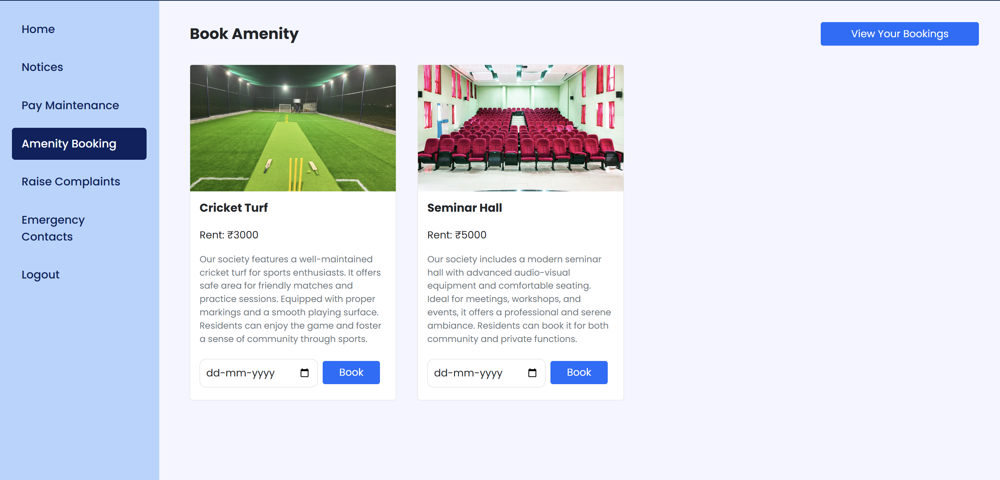 Home
Notices
Pay Maintenance
Amenity Booking
Raise Complaints
Emergency
Contacts
Logout
Book Amenity
View Your Bookings
Cricket Turf
Rent: ₹3000
Our society features a well-maintained
cricket turf for sports enthusiasts. It offers
safe area for friendly matches and
practice sessions. Equipped with proper
markings and a smooth playing surface.
Residents can enjoy the game and foster
a sense of community through sports.
dd-mm-yyyy
Book
Seminar Hall
Rent: ₹5000
Our society includes a modern seminar
hall with advanced audio-visual
equipment and comfortable seating.
Ideal for meetings, workshops, and
events, it offers a professional and serene
ambiance. Residents can book it for both
community and private functions.
dd-mm-yyyy
Book